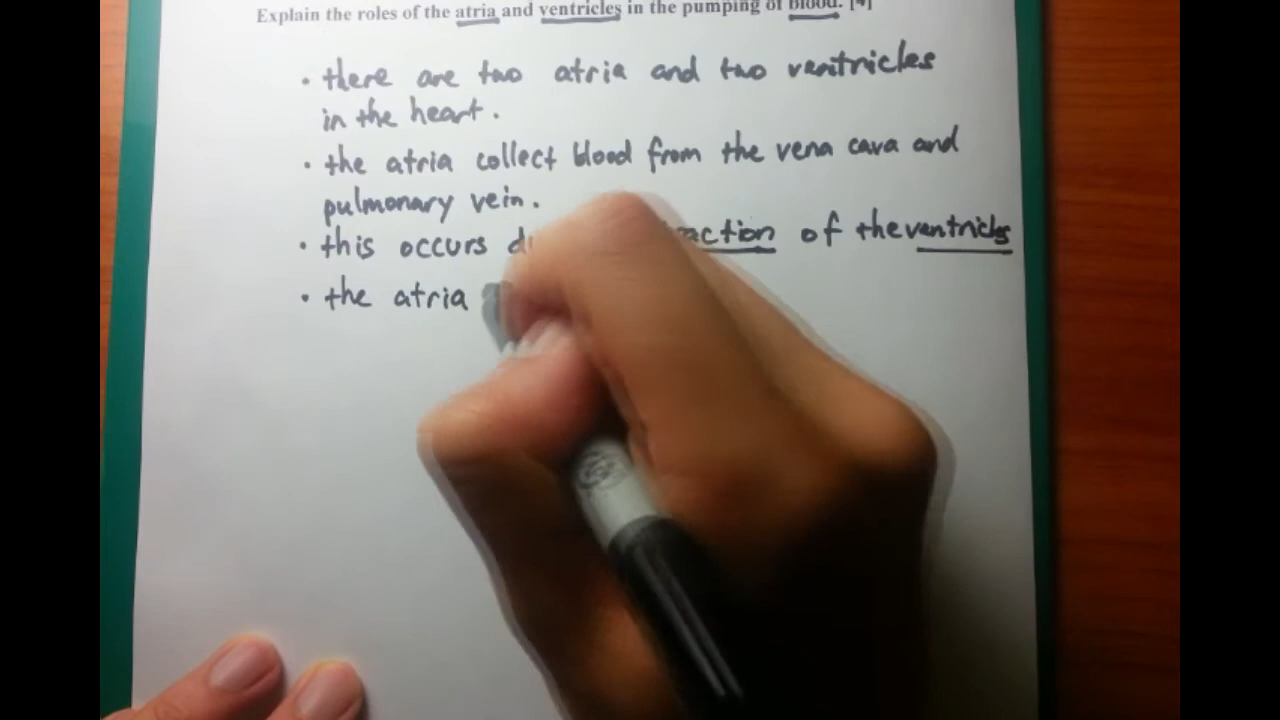 Explain the roles of the atria and ventricles in the pumping of blood. [4]
• there are two atria and two ventricles
in the heart.
• the atria collect blood from the vena cava and
pulmonary vein.
• this occurs of the ventricles
• the atria